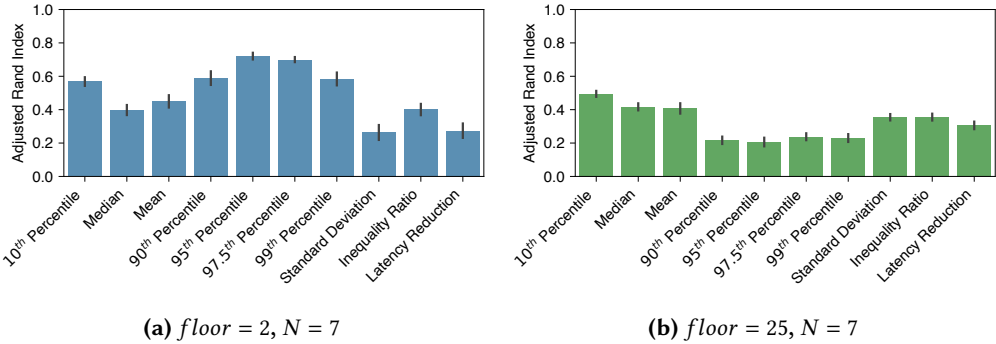 Adjusted Rand Index
1.0
0.8
0.6
0.4
0.2
0.0
10th Percentile
Median
Mean
90th Percentile
95th Percentile
97.5th Percentile
99th Percentile
Standard Deviation
Inequality Ratio
Latency Reduction
(a) floor = 2, N = 7
Adjusted Rand Index
1.0
0.8
0.6
0.4
0.2
0.0
10th Percentile
Median
Mean
90th Percentile
95th Percentile
97.5th Percentile
99th Percentile
Standard Deviation
Inequality Ratio
Latency Reduction
(b) floor = 25, N = 7